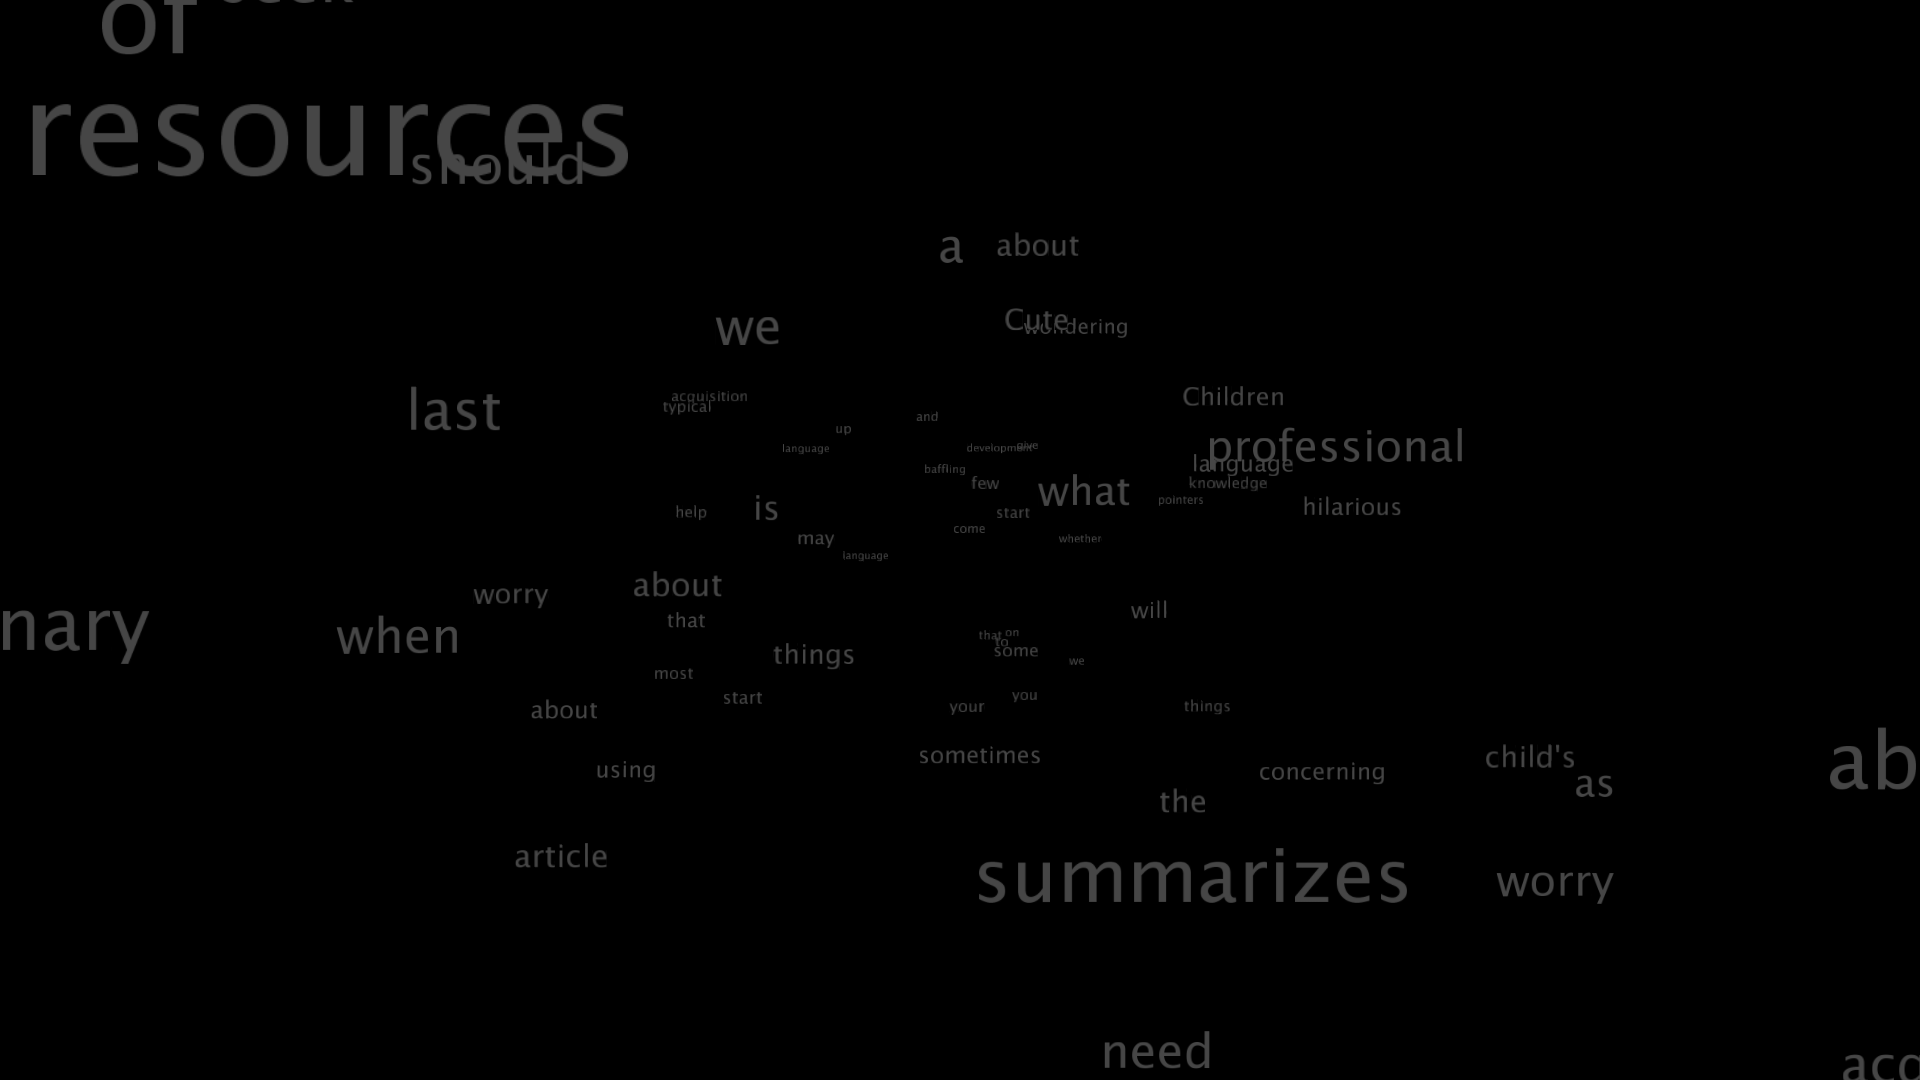 of
resources
should
a about
we
Cute
wondering
acquisition
typical
last
Children
and
up
professional
language
development
give
language
baffling
few
knowledge
what
pointers
hilarious
is
help
start
come
may
whether
language
about
worry
will
that
nary
when
that on
to
some
things
we
most
you
start
your
things
about
sometimes
child's
using
concerning
as
ab
the
article
summarizes
worry
need
acq